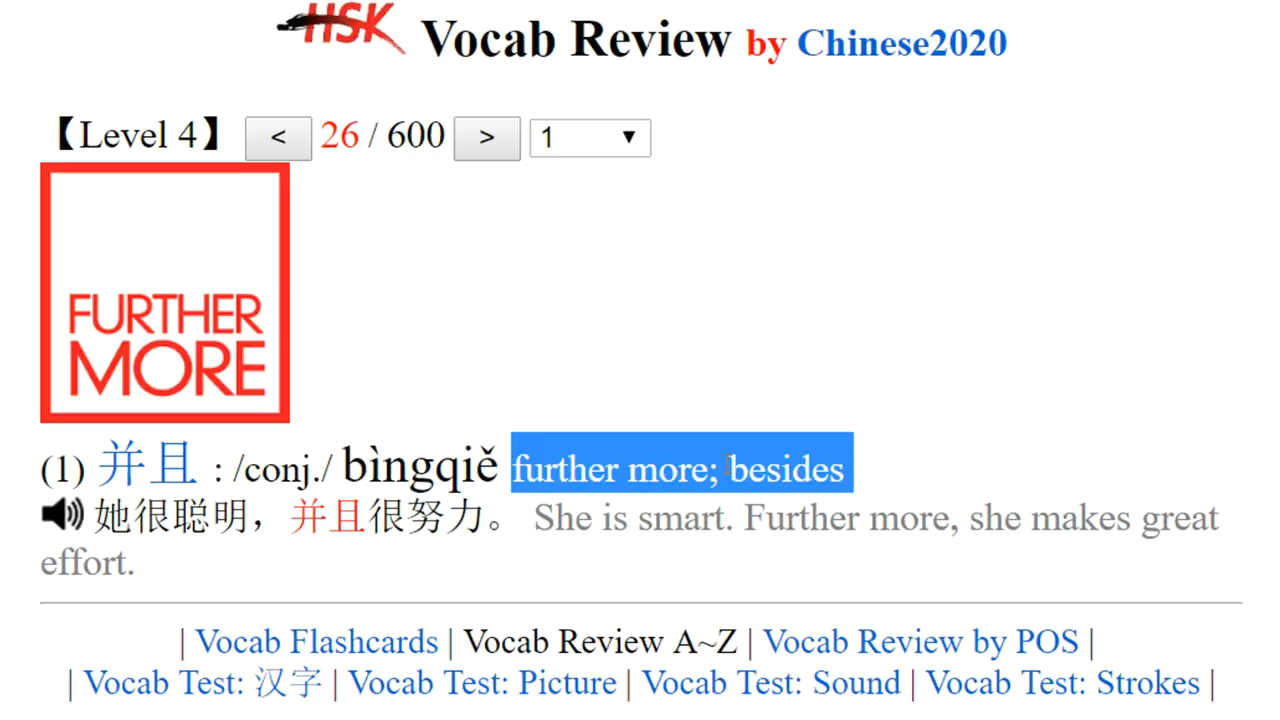 HSK Vocab Review by Chinese2020
【Level 4】 < 26 / 600 > 1 ▼
FURTHER
MORE
(1) 并且 : /conj./ bìngqiě further more; besides
她很聪明，并且很努力。 She is smart. Further more, she makes great
effort.
| Vocab Flashcards | Vocab Review A~Z | Vocab Review by POS |
| Vocab Test: 汉字 | Vocab Test: Picture | Vocab Test: Sound | Vocab Test: Strokes |